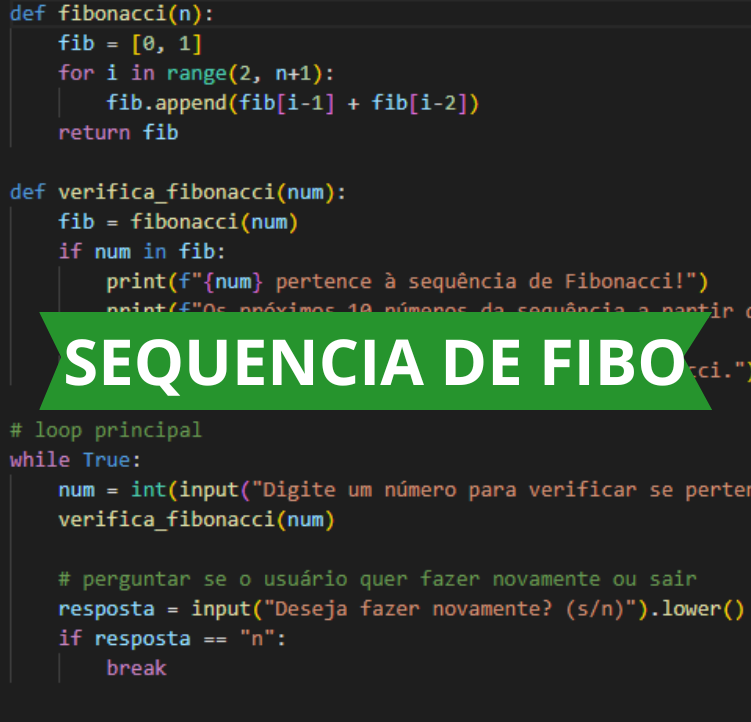 def fibonacci(n):
    fib = [0, 1]
    for i in range(2, n+1):
        fib.append(fib[i-1] + fib[i-2])
    return fib
def verifica_fibonacci(num):
    fib = fibonacci(num)
    if num in fib:
        print(f"{num} pertence à sequência de Fibonacci!")
        print(f"Os próximos 10 números da sequência a partir
SEQUENCIA DE FIBO
cci.")
# loop principal
while True:
    num = int(input("Digite um número para verificar se
    verifica_fibonacci(num)
    # perguntar se o usuário quer fazer novamente ou sair
    resposta = input("Deseja fazer novamente? (s/n)").lower()
    if resposta == "n":
        break